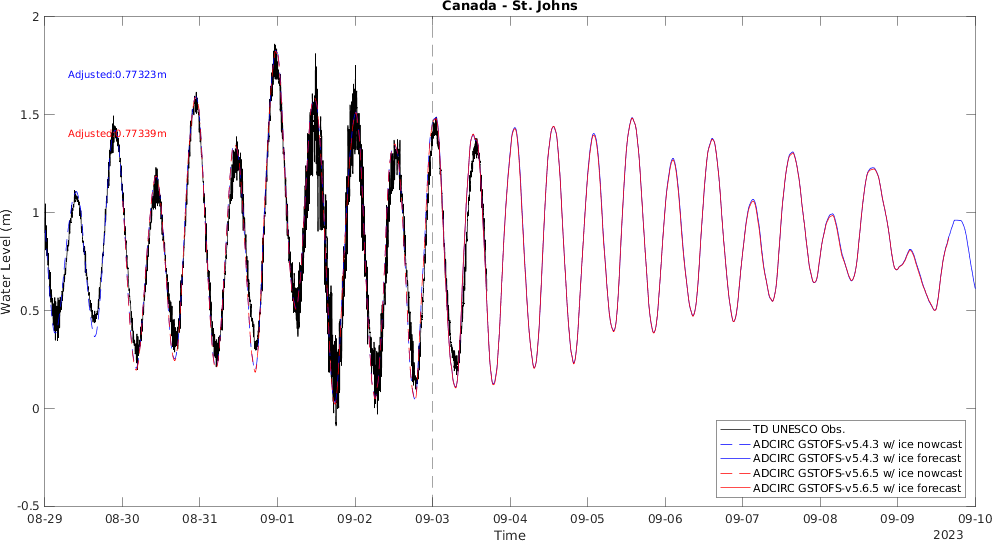 Canada - St. Johns
2
1.5
1
0.5
0
-0.5
Water Level (m)
Adjusted:0.77323m
Adjusted:0.77339m
TD UNESCO Obs.
ADCIRC GSTOFS-v5.4.3 w/ ice nowcast
ADCIRC GSTOFS-v5.4.3 w/ ice forecast
ADCIRC GSTOFS-v5.6.5 w/ ice nowcast
ADCIRC GSTOFS-v5.6.5 w/ ice forecast
08-29 08-30 08-31 09-01 09-02 09-03 09-04 09-05 09-06 09-07 09-08 09-09 09-10
Time
2023